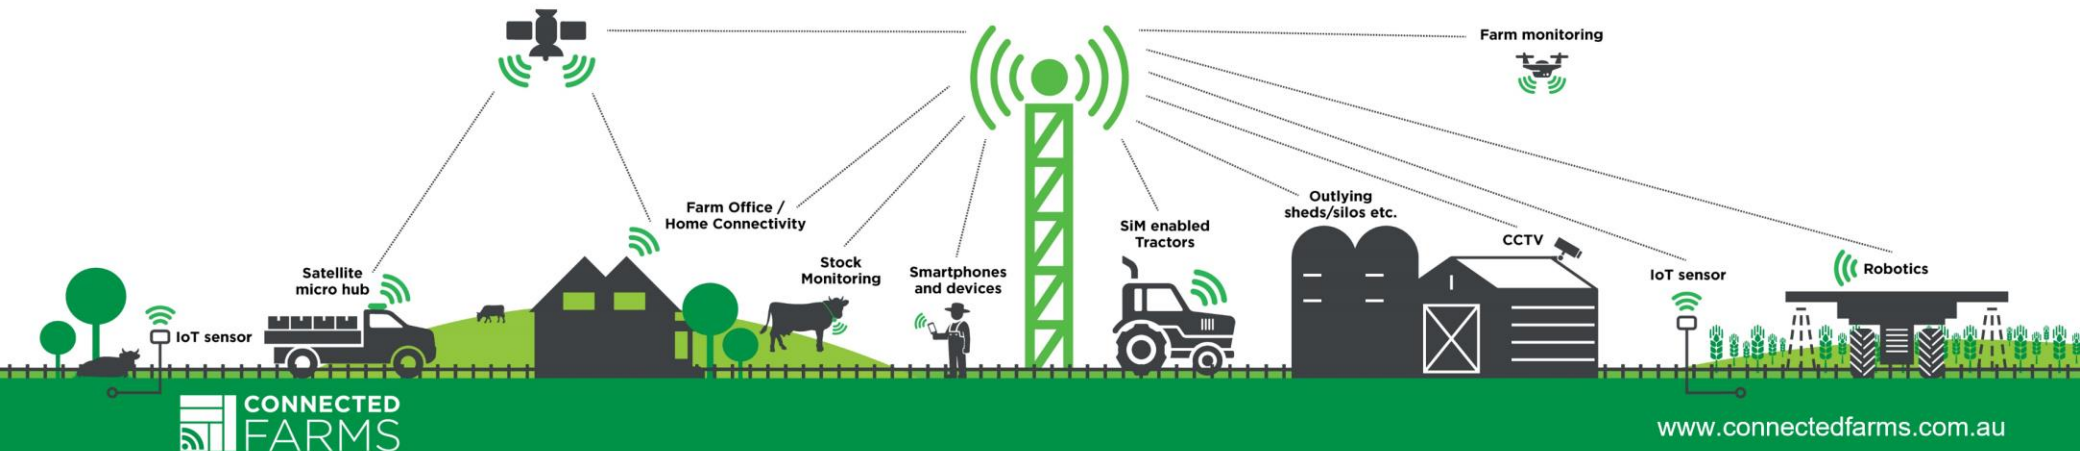 Farm monitoring
Farm Office /
Home Connectivity
Outlying
sheds/silos etc.
SiM enabled
Tractors
CCTV
Stock
Monitoring
Smartphones
and devices
Satellite
micro hub
IoT sensor
Robotics
IoT sensor
CONNECTED
FARMS
www.connectedfarms.com.au